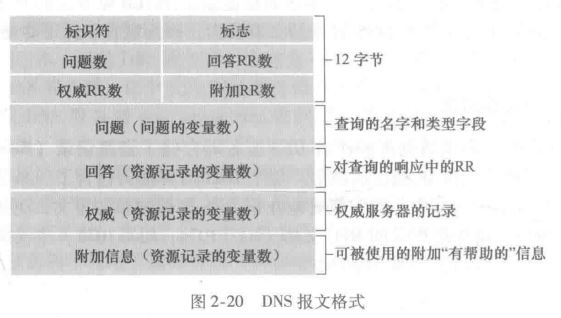 标识符 标志
问题数 回答RR数 12 字节
权威RR数 附加RR数
问题（问题的变量数） 查询的名字和类型字段
回答（资源记录的变量数） 对查询的响应中的RR
权威（资源记录的变量数） 权威服务器的记录
附加信息（资源记录的变量数） 可被使用的附加“有帮助的”信息
图 2-20 DNS 报文格式